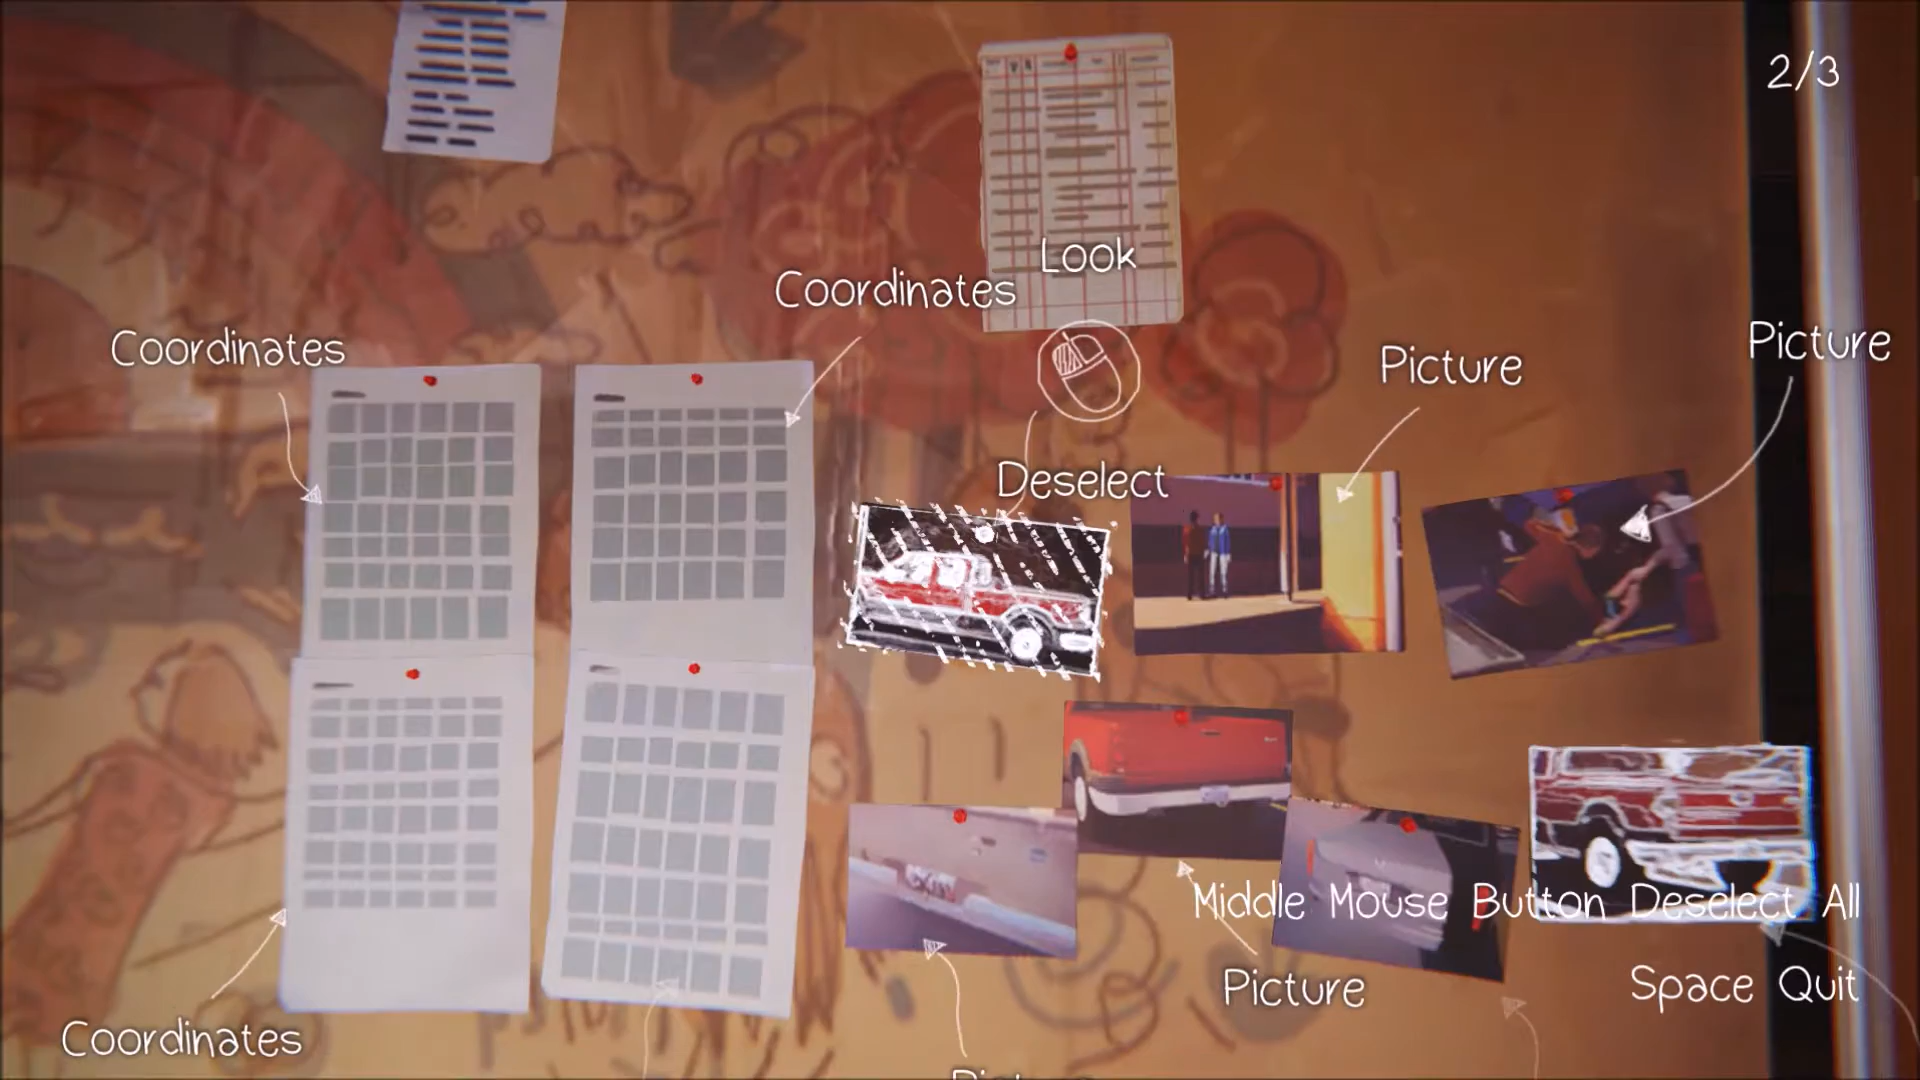 2/3
Look
Coordinates
Coordinates
Picture
Picture
Deselect
Middle Mouse Button Deselect All
Picture
Space Quit
Coordinates